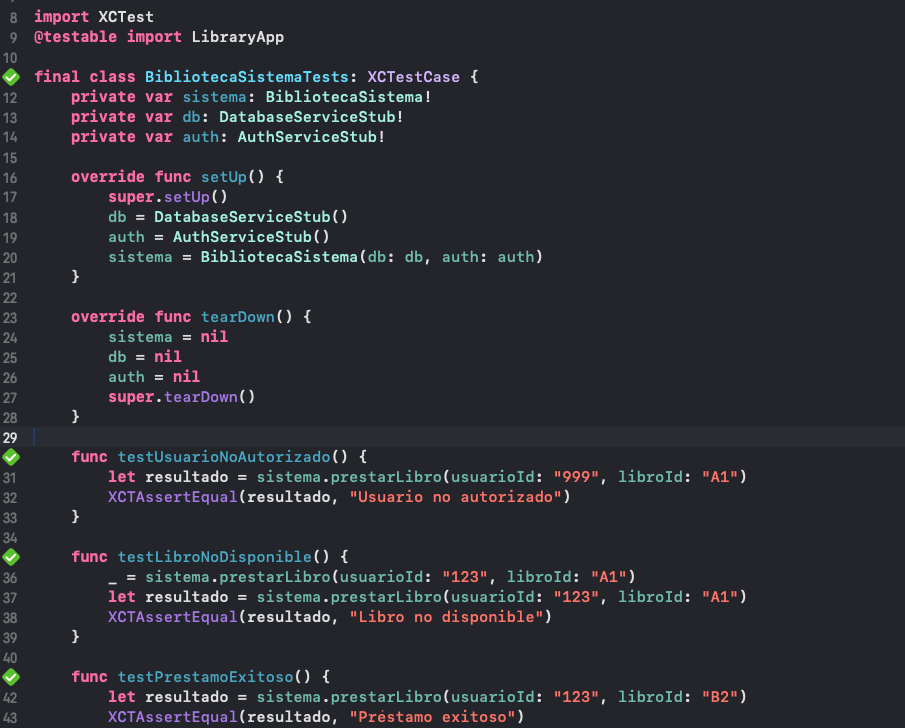 8 import XCTest
9 @testable import LibraryApp
10
final class BibliotecaSistemaTests: XCTestCase {
12     private var sistema: BibliotecaSistema!
13     private var db: DatabaseServiceStub!
14     private var auth: AuthServiceStub!
15
16     override func setUp() {
17         super.setUp()
18         db = DatabaseServiceStub()
19         auth = AuthServiceStub()
20         sistema = BibliotecaSistema(db: db, auth: auth)
21     }
22
23     override func tearDown() {
24         sistema = nil
25         db = nil
26         auth = nil
27         super.tearDown()
28     }
29
    func testUsuarioNoAutorizado() {
31         let resultado = sistema.prestarLibro(usuarioId: "999", libroId: "A1")
32         XCTAssertEqual(resultado, "Usuario no autorizado")
33     }
34
    func testLibroNoDisponible() {
36         _ = sistema.prestarLibro(usuarioId: "123", libroId: "A1")
37         let resultado = sistema.prestarLibro(usuarioId: "123", libroId: "A1")
38         XCTAssertEqual(resultado, "Libro no disponible")
39     }
40
    func testPrestamoExitoso() {
42         let resultado = sistema.prestarLibro(usuarioId: "123", libroId: "B2")
43         XCTAssertEqual(resultado, "Préstamo exitoso")